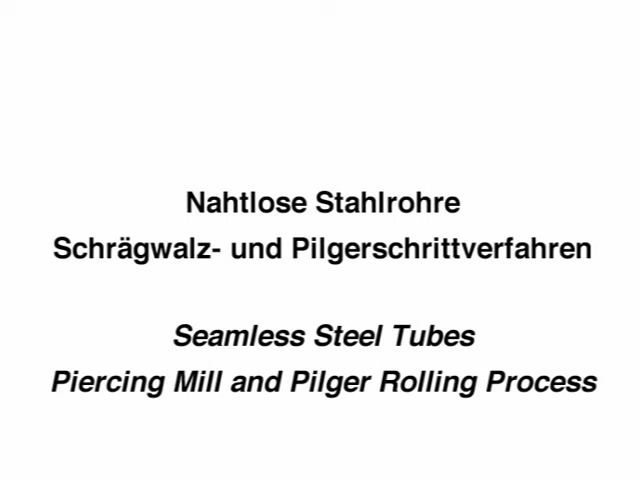 Nahtlose Stahlrohre
Schrägwalz- und Pilgerschrittverfahren
Seamless Steel Tubes
Piercing Mill and Pilger Rolling Process